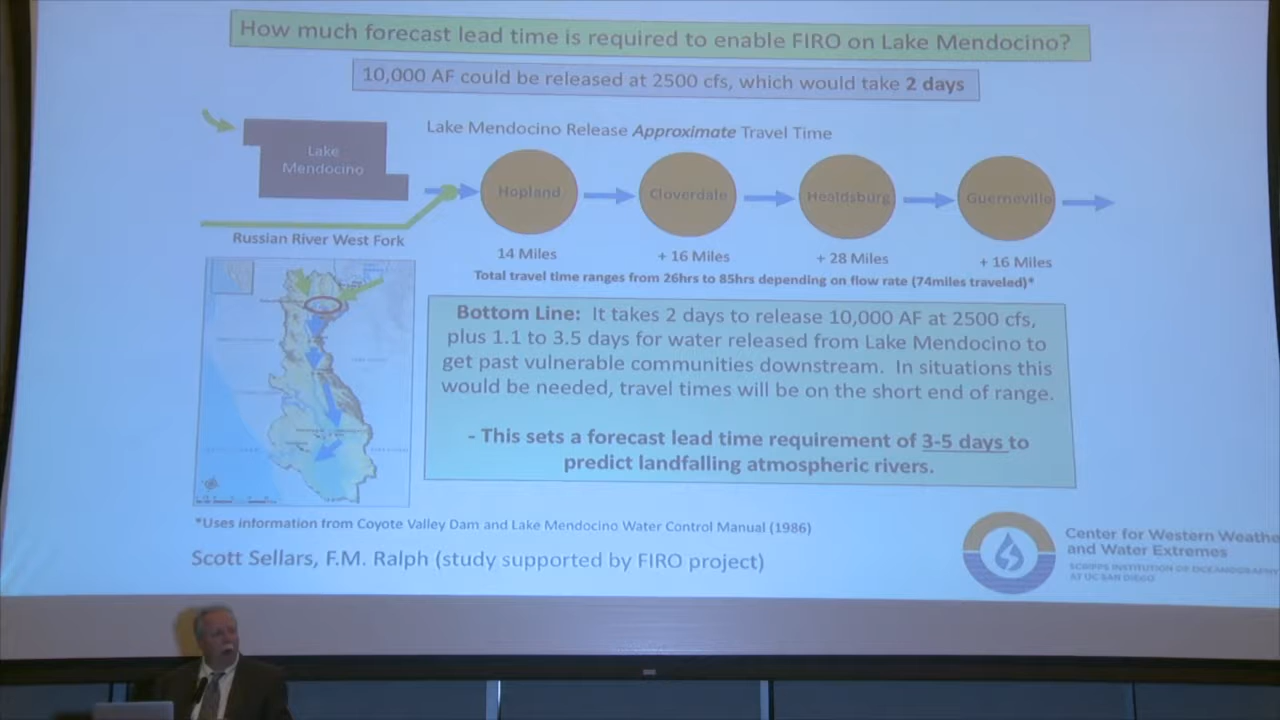 How much forecast lead time is required to enable FIRO on Lake Mendocino?
10,000 AF could be released at 2500 cfs, which would take 2 days
Lake Mendocino Release Approximate Travel Time
Lake
Mendocino
Hopland
Cloverdale
Healdsburg
Guerneville
Russian River West Fork
14 Miles
+ 16 Miles
+ 28 Miles
+ 16 Miles
Total travel time ranges from 26hrs to 85hrs depending on flow rate (74miles traveled)*
Bottom Line: It takes 2 days to release 10,000 AF at 2500 cfs,
plus 1.1 to 3.5 days for water released from Lake Mendocino to
get past vulnerable communities downstream. In situations this
would be needed, travel times will be on the short end of range.
- This sets a forecast lead time requirement of 3-5 days to
predict landfalling atmospheric rivers.
*Uses information from Coyote Valley Dam and Lake Mendocino Water Control Manual (1986)
Scott Sellars, F.M. Ralph (study supported by FIRO project)
Center for Western Weathe
and Water Extremes
SCRIPPS INSTITUTION OF OCEANOGRAPHY
AT UC SAN DIEGO